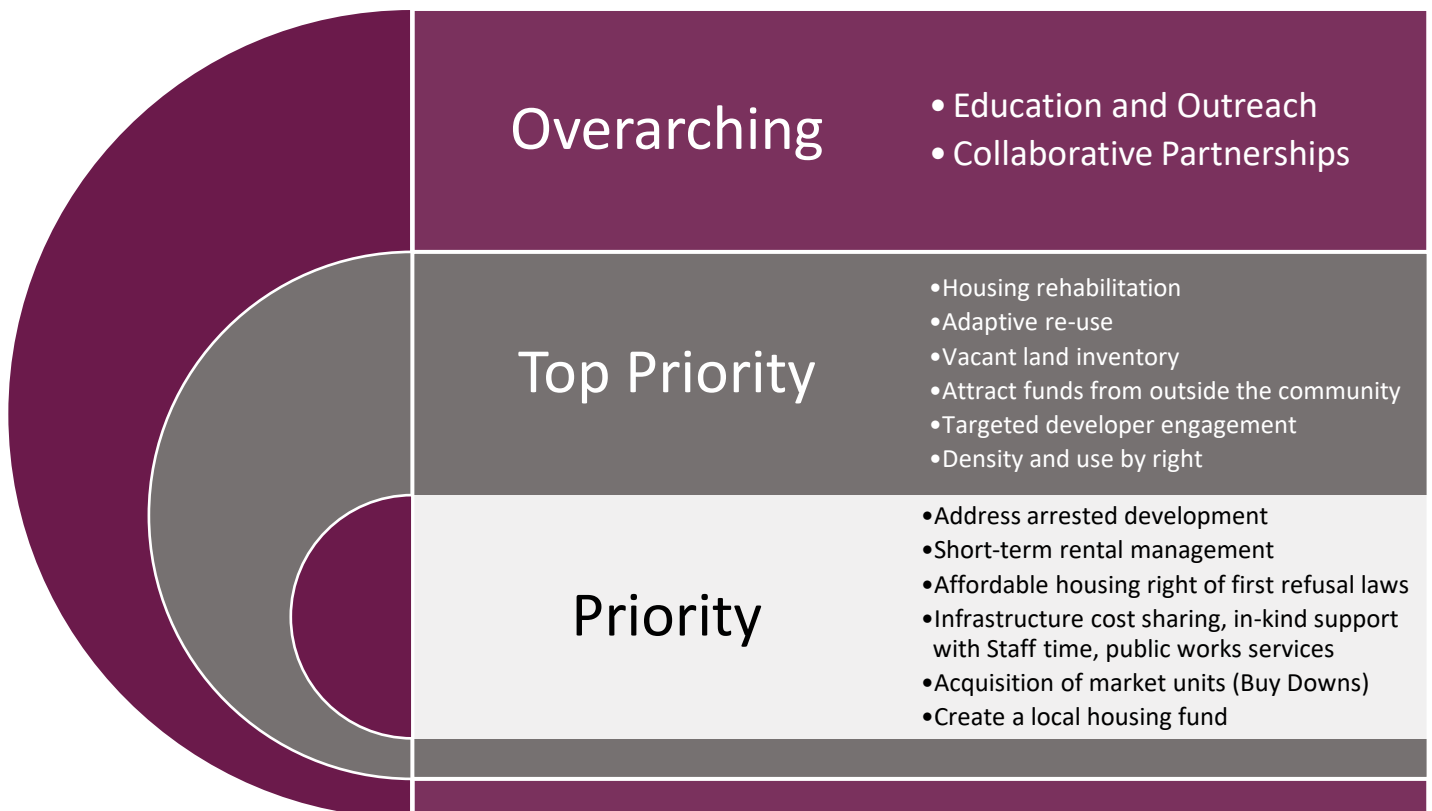 Overarching
• Education and Outreach
• Collaborative Partnerships
Top Priority
•Housing rehabilitation
•Adaptive re-use
•Vacant land inventory
•Attract funds from outside the community
•Targeted developer engagement
•Density and use by right
Priority
•Address arrested development
•Short-term rental management
•Affordable housing right of first refusal laws
•Infrastructure cost sharing, in-kind support
with Staff time, public works services
•Acquisition of market units (Buy Downs)
•Create a local housing fund